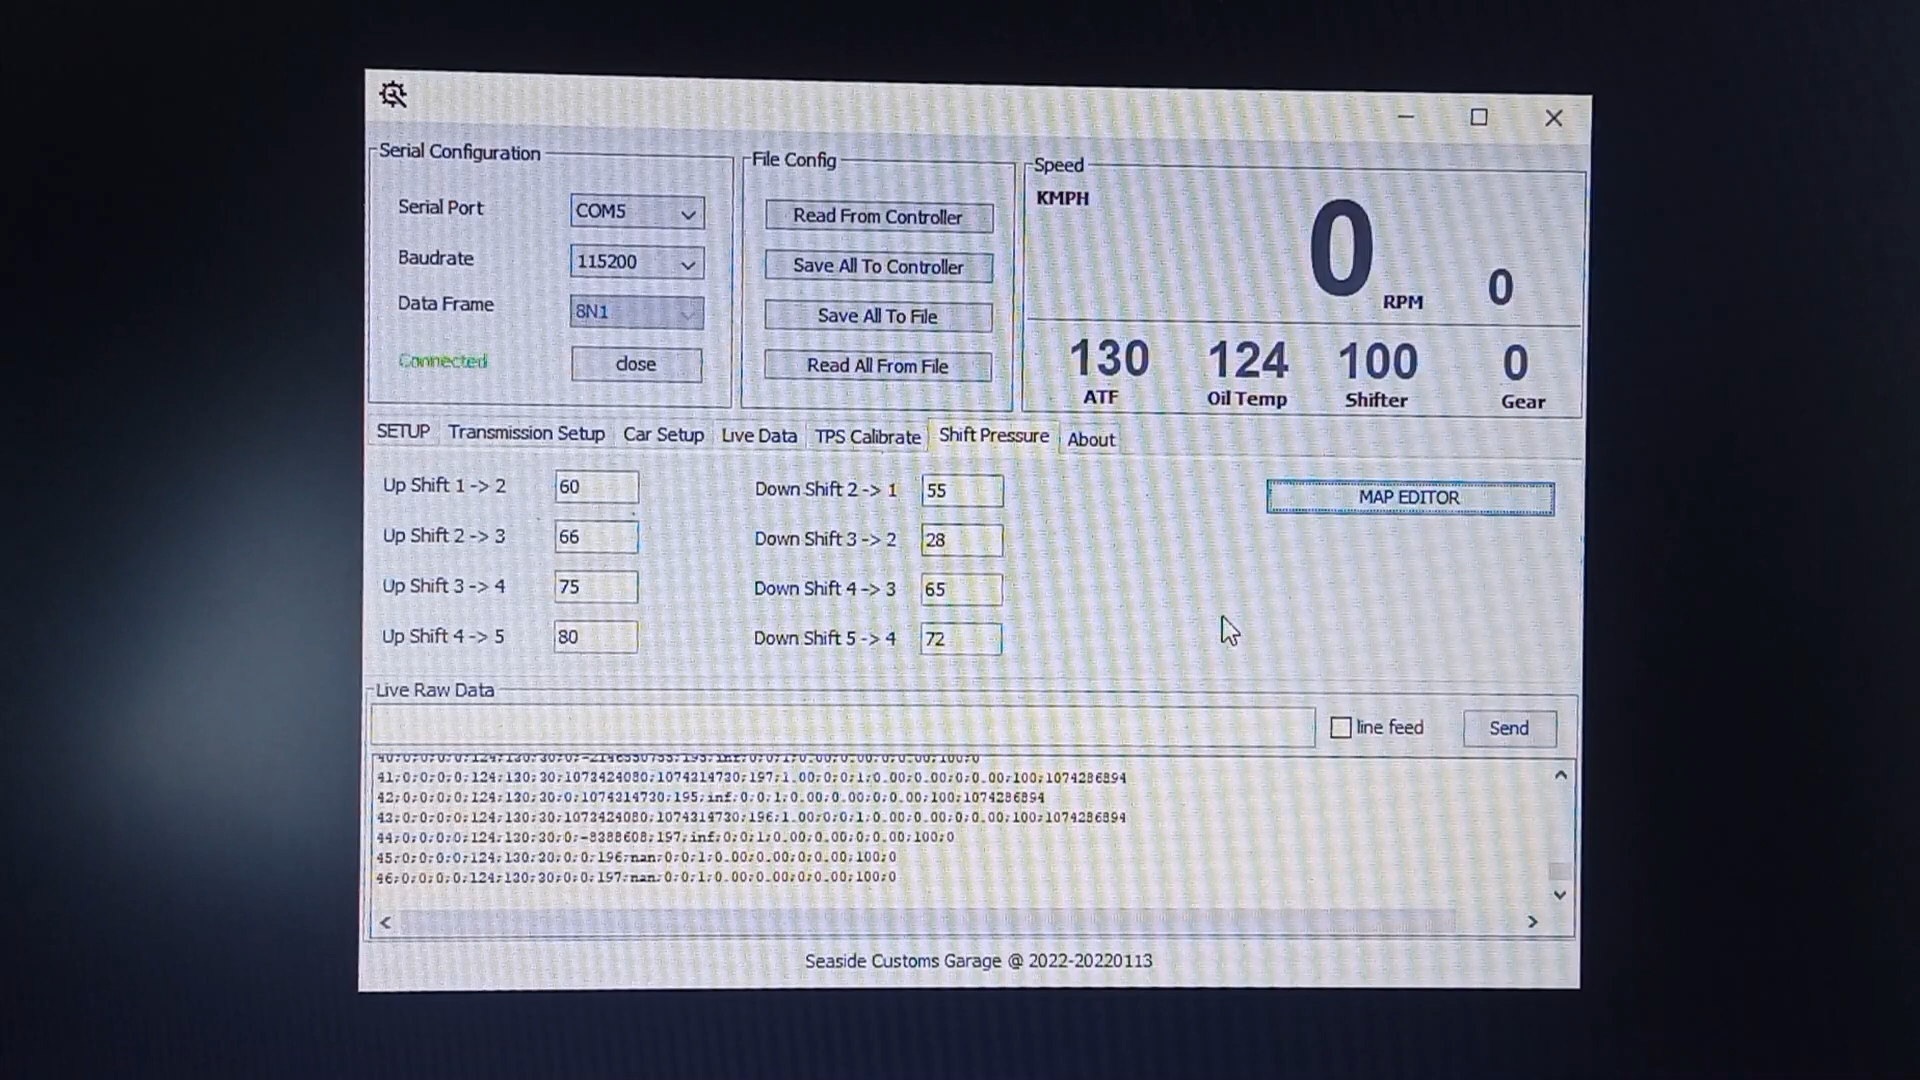 Serial Configuration
Serial Port
COM5
Baudrate
115200
Data Frame
8N1
Connected
close
File Config
Read From Controller
Save All To Controller
Save All To File
Read All From File
Speed
KMPH
0
RPM
0
130
ATF
124
Oil Temp
100
Shifter
0
Gear
SETUP
Transmission Setup
Car Setup
Live Data
TPS Calibrate
Shift Pressure
About
Up Shift 1 -> 2
60
Down Shift 2 -> 1
55
MAP EDITOR
Up Shift 2 -> 3
66
Down Shift 3 -> 2
28
Up Shift 3 -> 4
75
Down Shift 4 -> 3
65
Up Shift 4 -> 5
80
Down Shift 5 -> 4
72
Live Raw Data
line feed
Send
41;0;0;0;0;124;130;30;1073424080;1074314730;197;1.00;0;0;1;0.00;0.00;0;0.00;100;1074286894
42;0;0;0;0;124;130;30;0;1074314730;195;inf;0;0;1;0.00;0.00;0;0.00;100;1074286894
43;0;0;0;0;124;130;30;1073424080;1074314730;196;1.00;0;0;1;0.00;0.00;0;0.00;100;1074286894
44;0;0;0;0;124;130;30;0;-8388608;197;inf;0;0;1;0.00;0.00;0;0.00;100;0
45;0;0;0;0;124;130;30;0;0;196;nan;0;0;1;0.00;0.00;0;0.00;100;0
46;0;0;0;0;124;130;30;0;0;197;nan;0;0;1;0.00;0.00;0;0.00;100;0
Seaside Customs Garage @ 2022-20220113